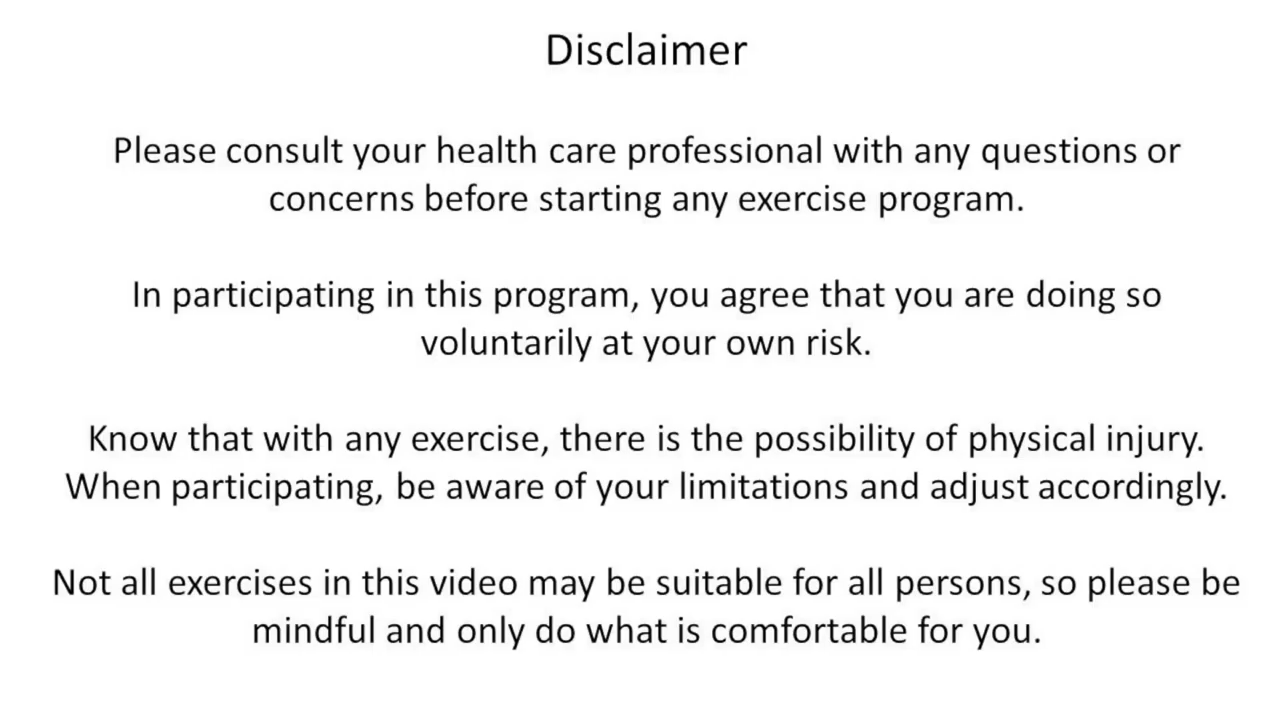 Disclaimer
Please consult your health care professional with any questions or
concerns before starting any exercise program.
In participating in this program, you agree that you are doing so
voluntarily at your own risk.
Know that with any exercise, there is the possibility of physical injury.
When participating, be aware of your limitations and adjust accordingly.
Not all exercises in this video may be suitable for all persons, so please be
mindful and only do what is comfortable for you.